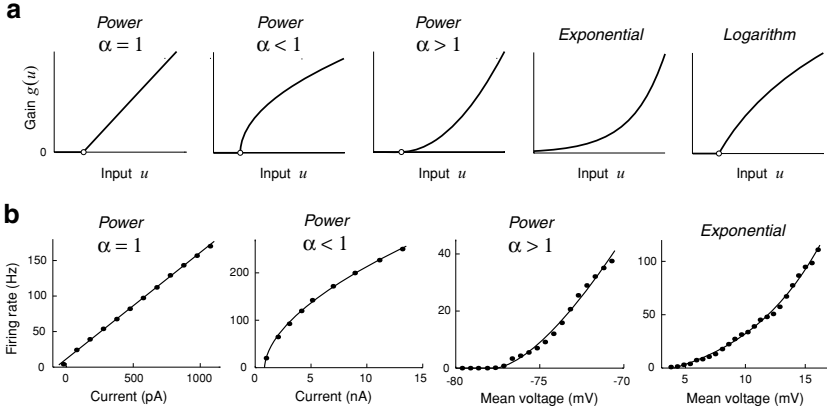 a
Power
α = 1
Power
α < 1
Power
α > 1
Exponential
Logarithm
Gain g(u)
0
Input u
Input u
Input u
Input u
Input u
b
Power
α = 1
Power
α < 1
Power
α > 1
Exponential
Firing rate (Hz)
150
100
50
0
0 500 1000
Current (pA)
200
100
0
0 5 10 15
Current (nA)
40
20
0
-80 -75 -70
Mean voltage (mV)
100
50
0
5 10 15
Mean voltage (mV)